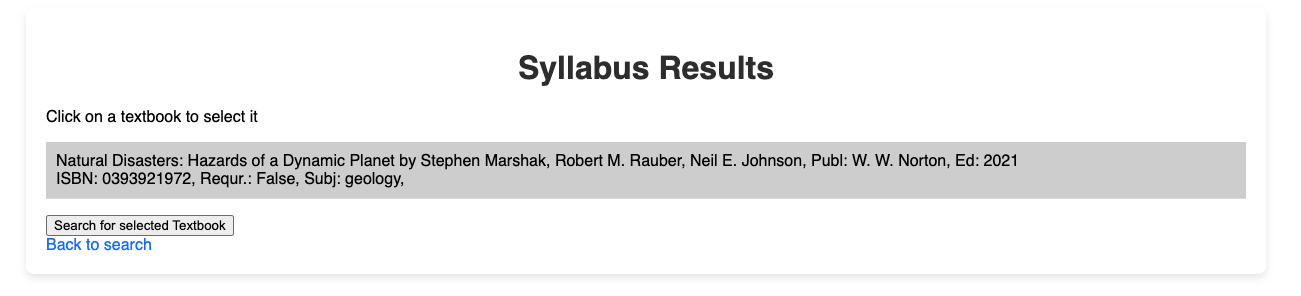 Syllabus Results
Click on a textbook to select it
Natural Disasters: Hazards of a Dynamic Planet by Stephen Marshak, Robert M. Rauber, Neil E. Johnson, Publ: W. W. Norton, Ed: 2021
ISBN: 0393921972, Requr.: False, Subj: geology,
Search for selected Textbook
Back to search